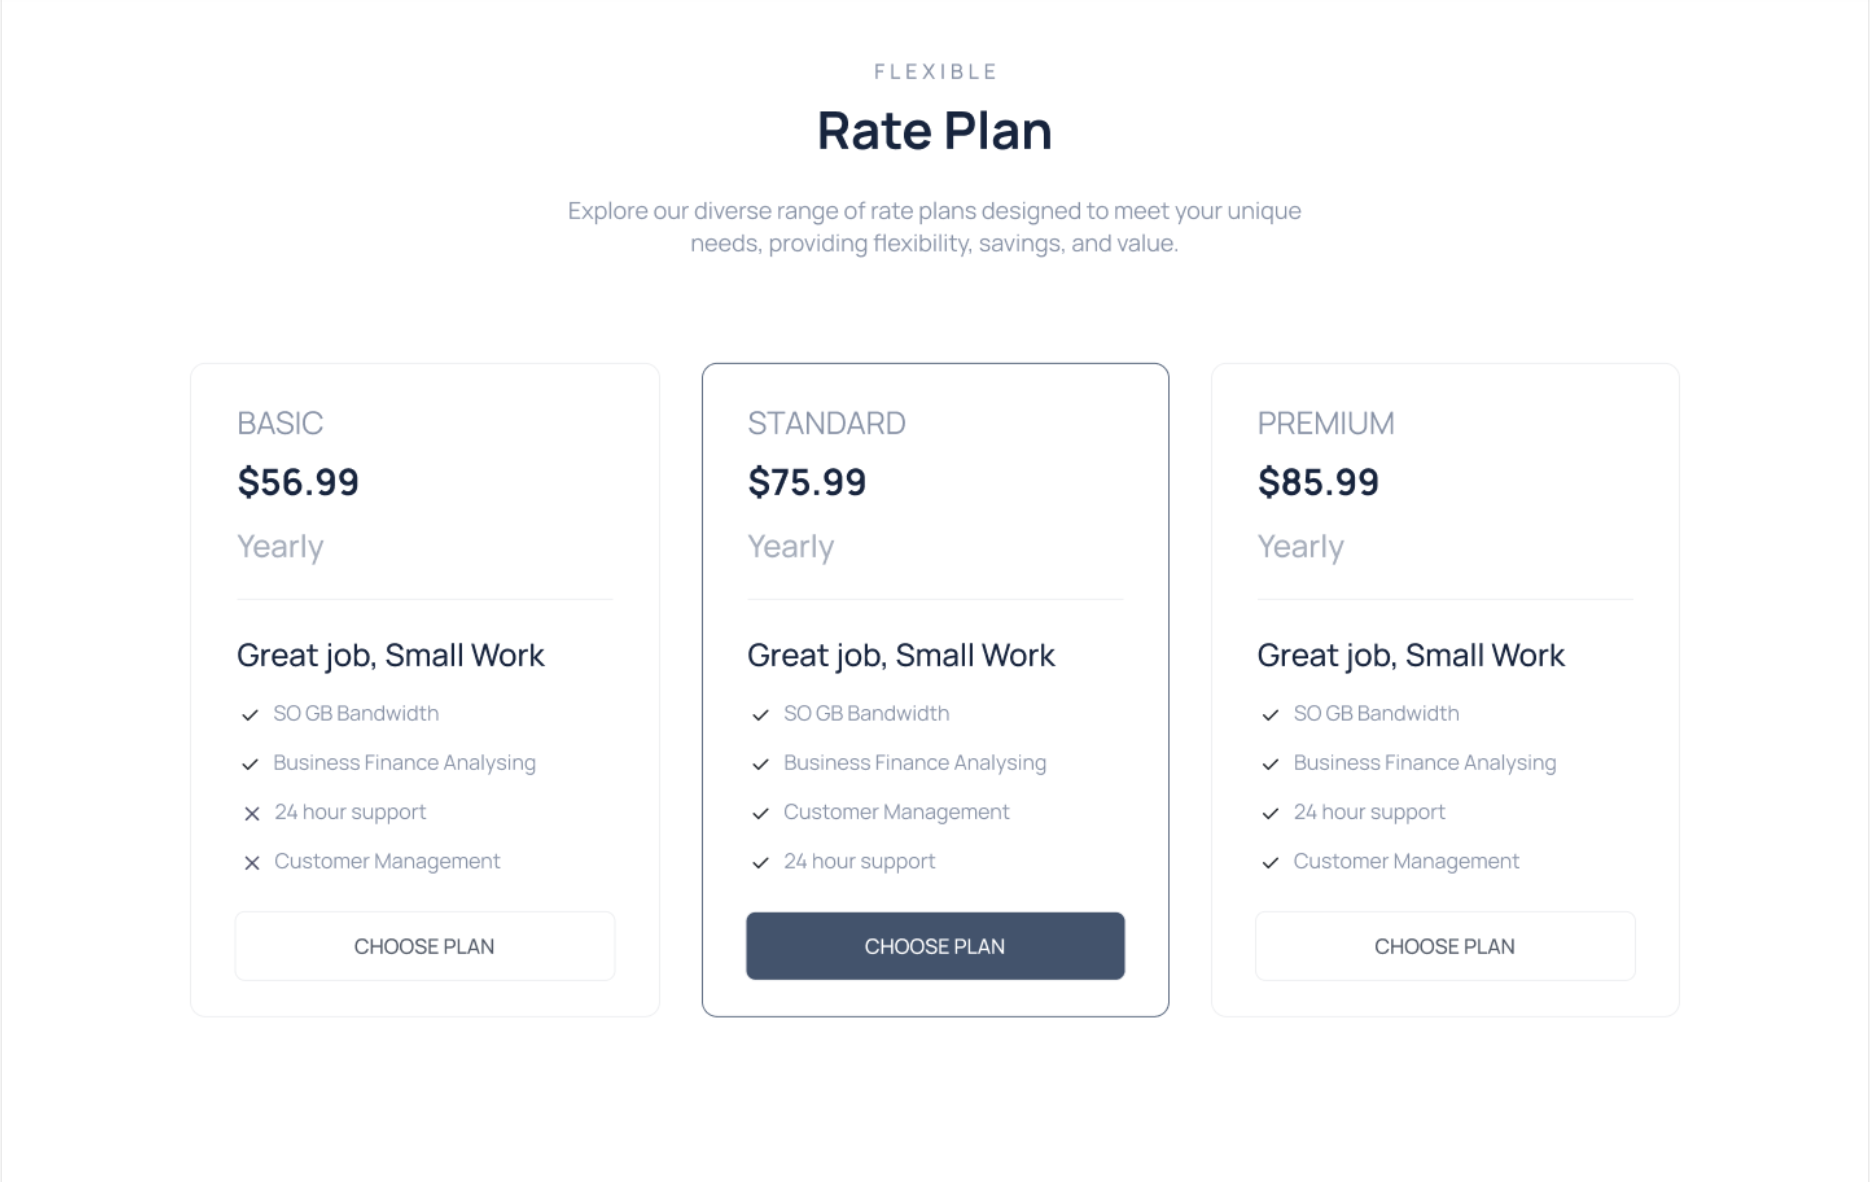 FLEXIBLE
Rate Plan
Explore our diverse range of rate plans designed to meet your unique
needs, providing flexibility, savings, and value.
BASIC
$56.99
Yearly
Great job, Small Work
SO GB Bandwidth
Business Finance Analysing
24 hour support
Customer Management
CHOOSE PLAN
STANDARD
$75.99
Yearly
Great job, Small Work
SO GB Bandwidth
Business Finance Analysing
Customer Management
24 hour support
CHOOSE PLAN
PREMIUM
$85.99
Yearly
Great job, Small Work
SO GB Bandwidth
Business Finance Analysing
24 hour support
Customer Management
CHOOSE PLAN